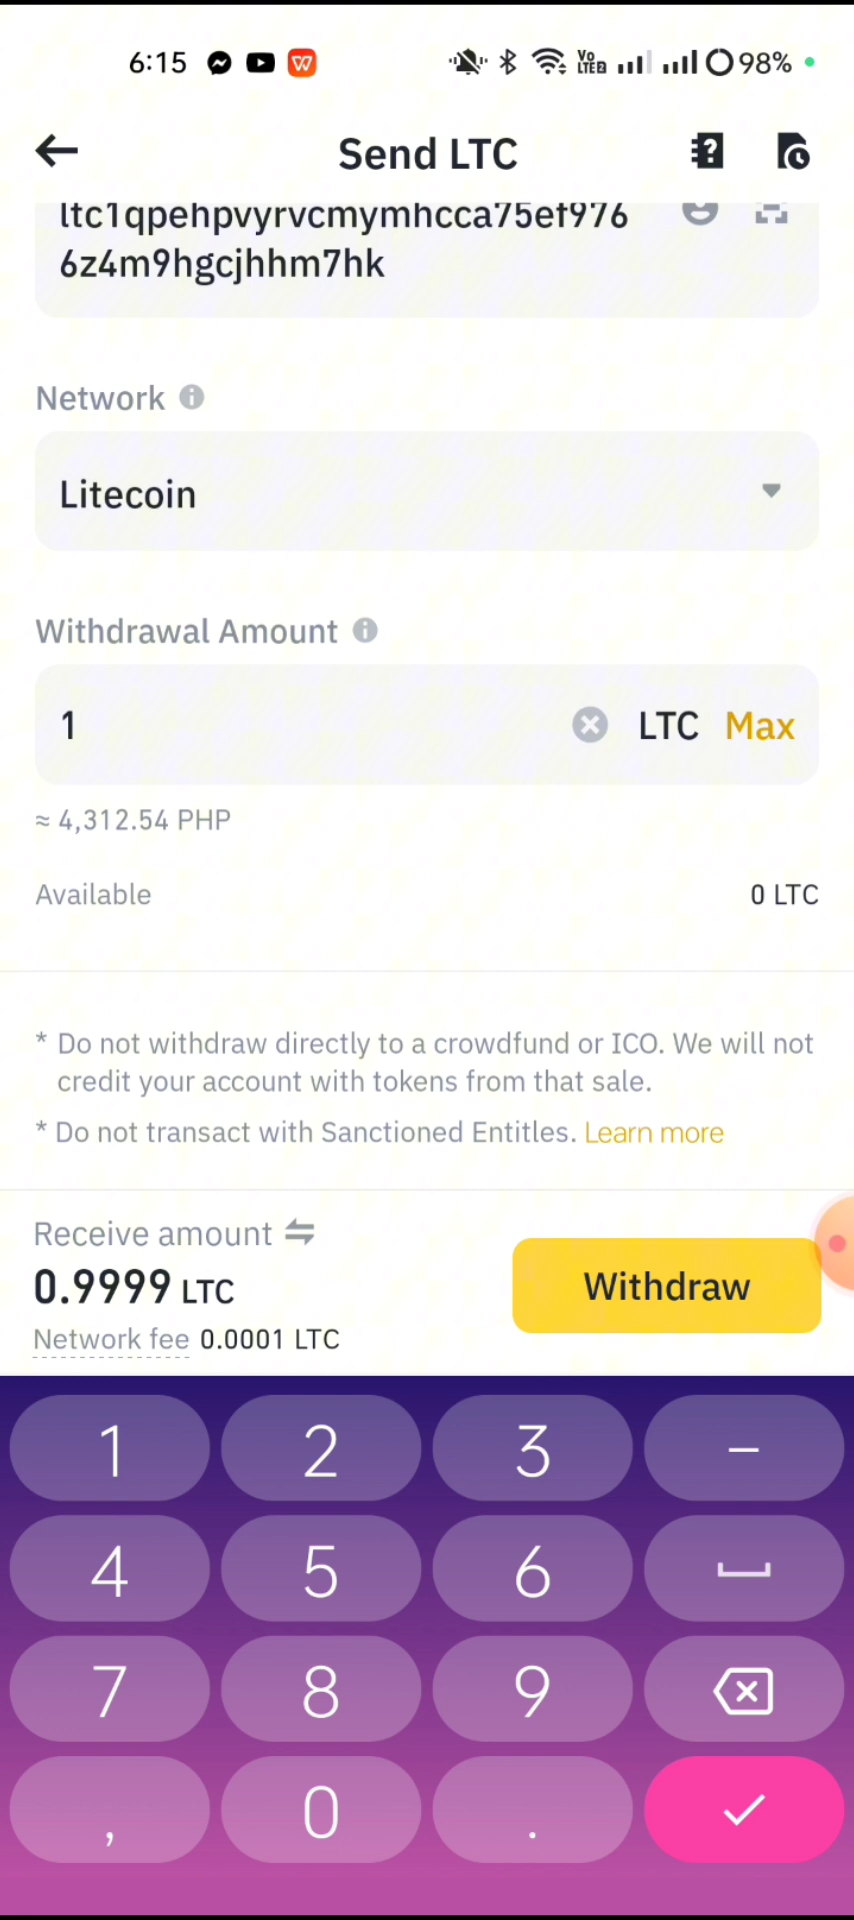 6:15
VoLTE2 98%
Send LTC
ltc1qpehpvyrvcmymhcca75ef976
6z4m9hgcjhhm7hk
Network
Litecoin
Withdrawal Amount
1 LTC Max
≈ 4,312.54 PHP
Available 0 LTC
* Do not withdraw directly to a crowdfund or ICO. We will not
credit your account with tokens from that sale.
* Do not transact with Sanctioned Entitles. Learn more
Receive amount
0.9999 LTC
Network fee 0.0001 LTC
Withdraw
1 2 3 –
4 5 6
7 8 9
, 0 .